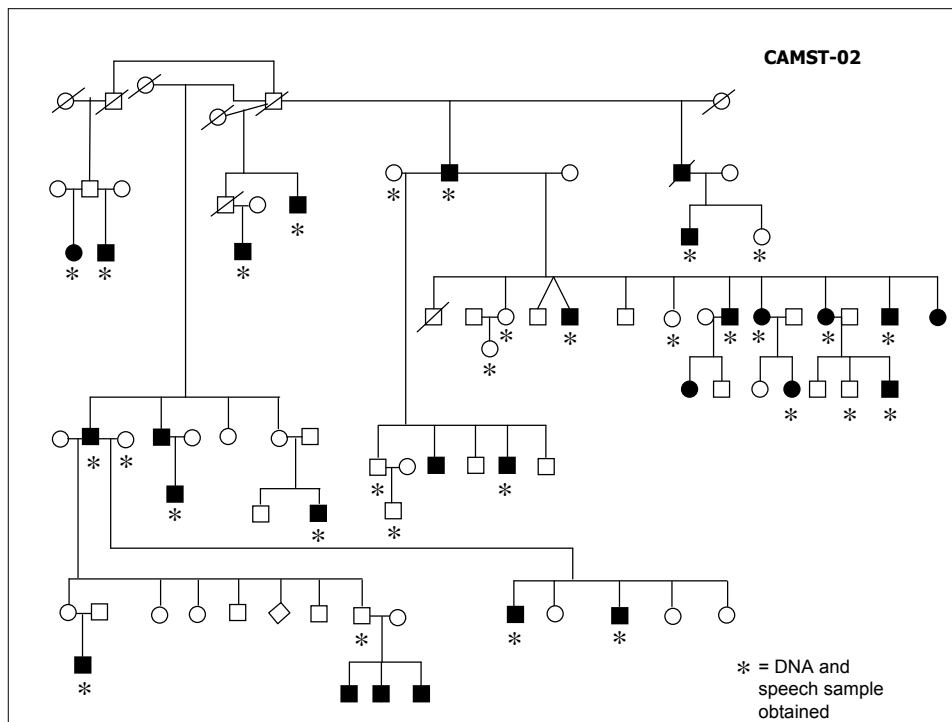 CAMST-02
* = DNA and
speech sample
obtained